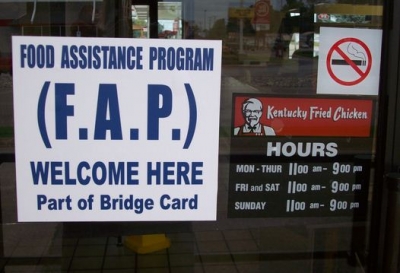 FOOD ASSISTANCE PROGRAM
(F.A.P.)
WELCOME HERE
Part of Bridge Card
Kentucky Fried Chicken
HOURS
MON - THUR 11:00 am - 9:00 pm
FRI and SAT 11:00 am - 9:00 pm
SUNDAY 11:00 am - 9:00 pm